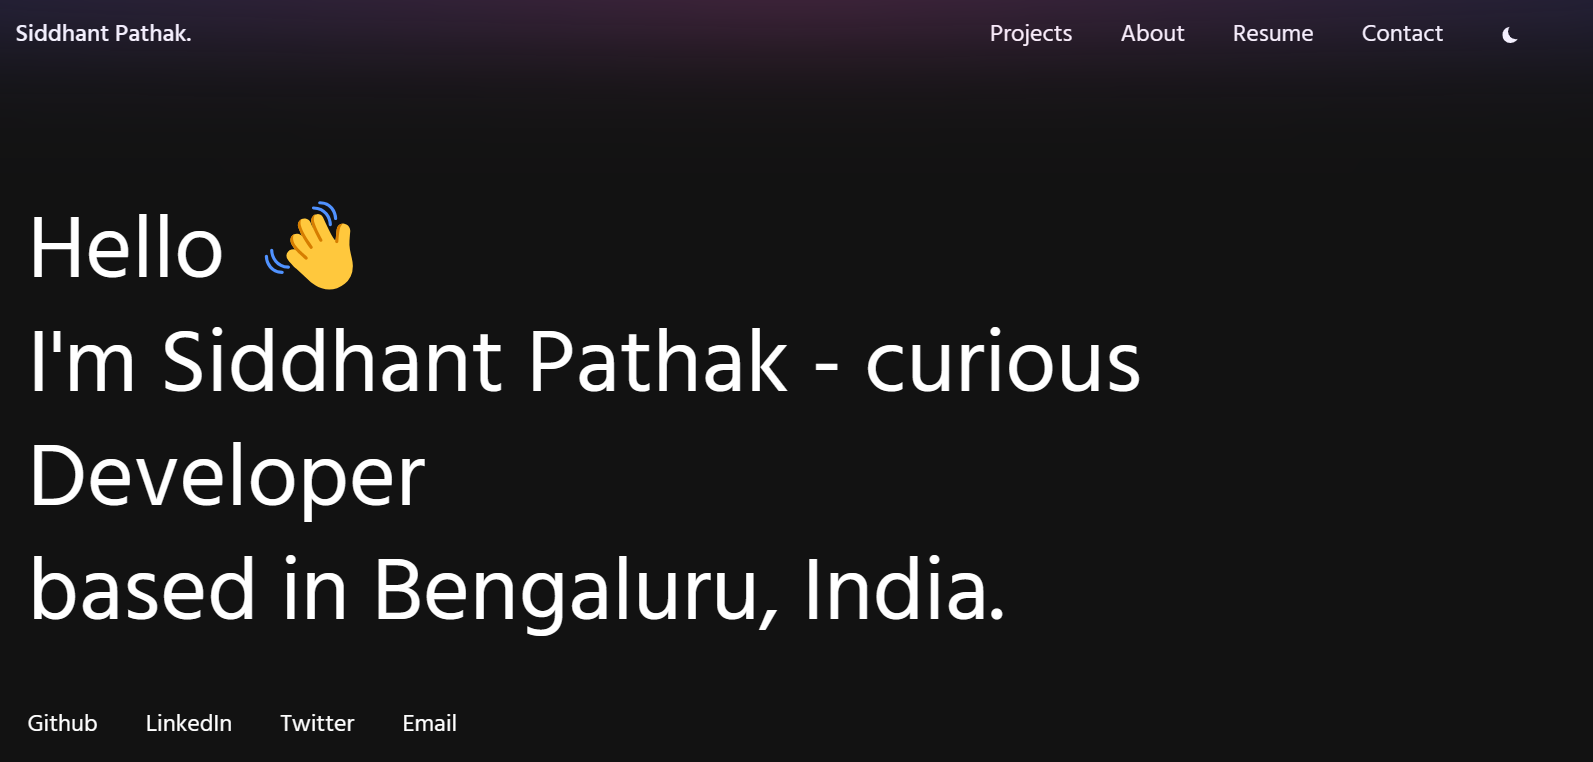 Siddhant Pathak.
Projects About Resume Contact
Hello 👋
I'm Siddhant Pathak - curious
Developer
based in Bengaluru, India.
Github LinkedIn Twitter Email